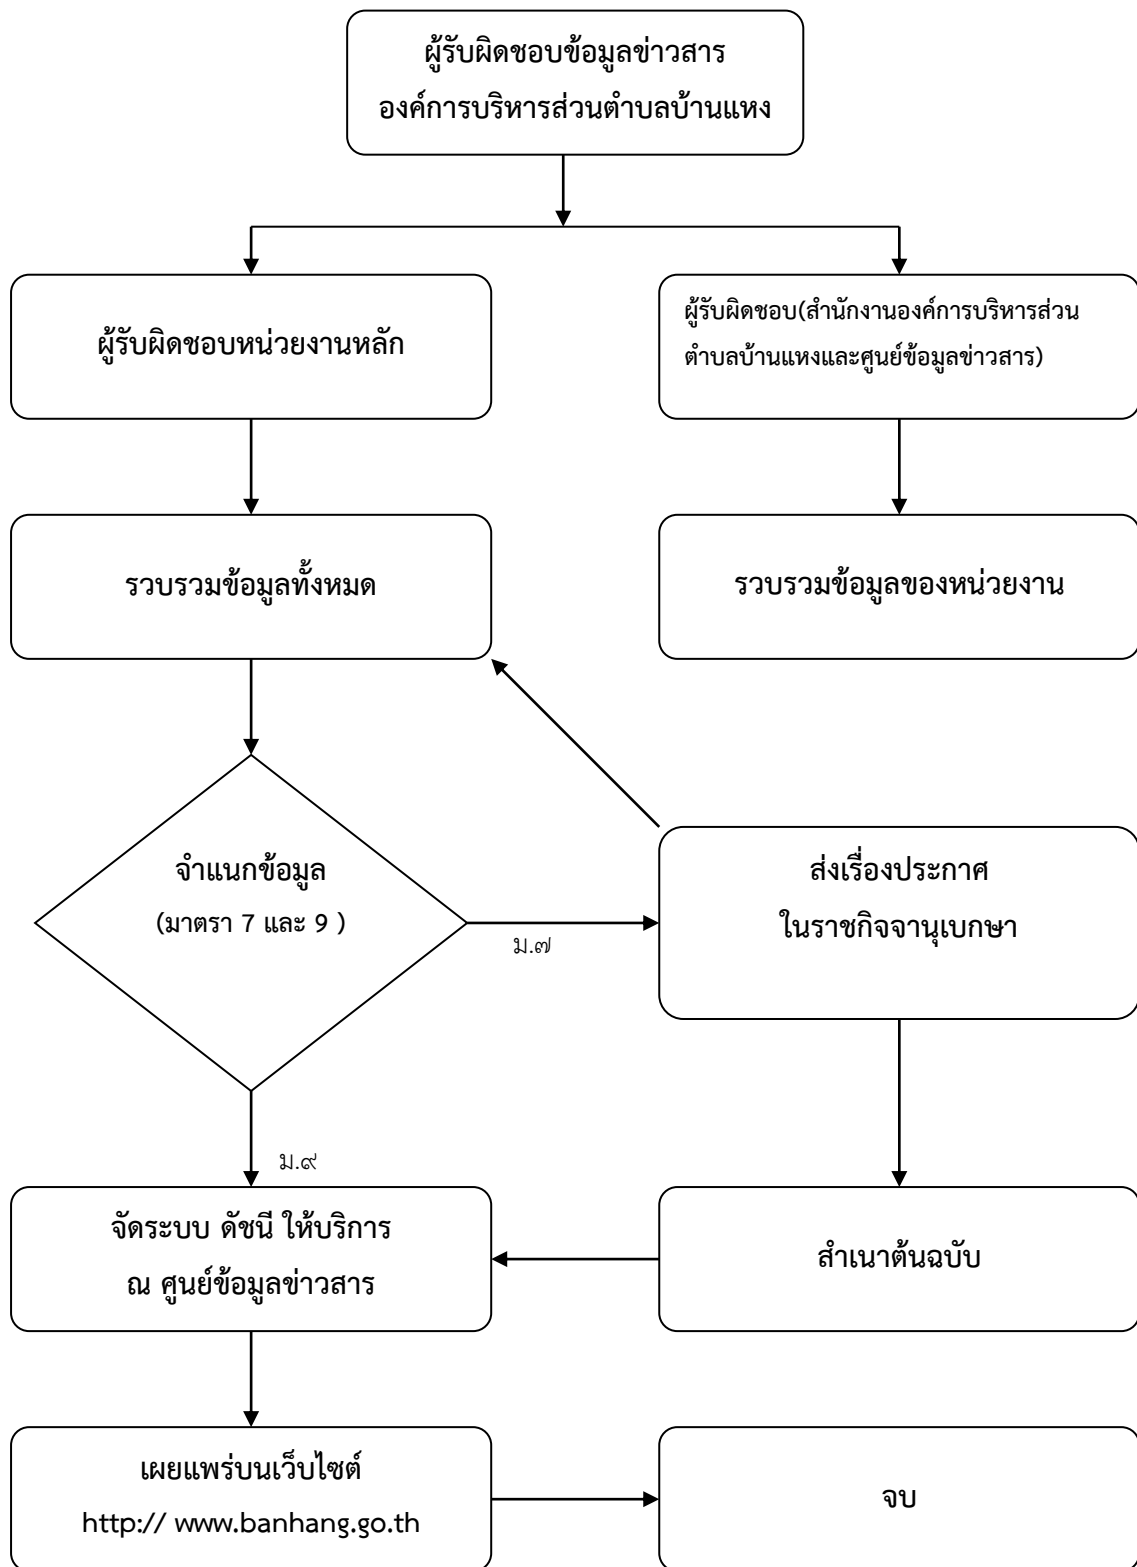 ผู้รับผิดชอบข้อมูลข่าวสาร
องค์การบริหารส่วนตำบลบ้านแหง
ผู้รับผิดชอบหน่วยงานหลัก
ผู้รับผิดชอบ(สำนักงานองค์การบริหารส่วน
ตำบลบ้านแหงและศูนย์ข้อมูลข่าวสาร)
รวบรวมข้อมูลทั้งหมด
รวบรวมข้อมูลของหน่วยงาน
จำแนกข้อมูล
(มาตรา 7 และ 9 )
ม.๗
ส่งเรื่องประกาศ
ในราชกิจจานุเบกษา
ม.๙
จัดระบบ ดัชนี ให้บริการ
ณ ศูนย์ข้อมูลข่าวสาร
สำเนาต้นฉบับ
เผยแพร่บนเว็บไซต์
http:// www.banhang.go.th
จบ